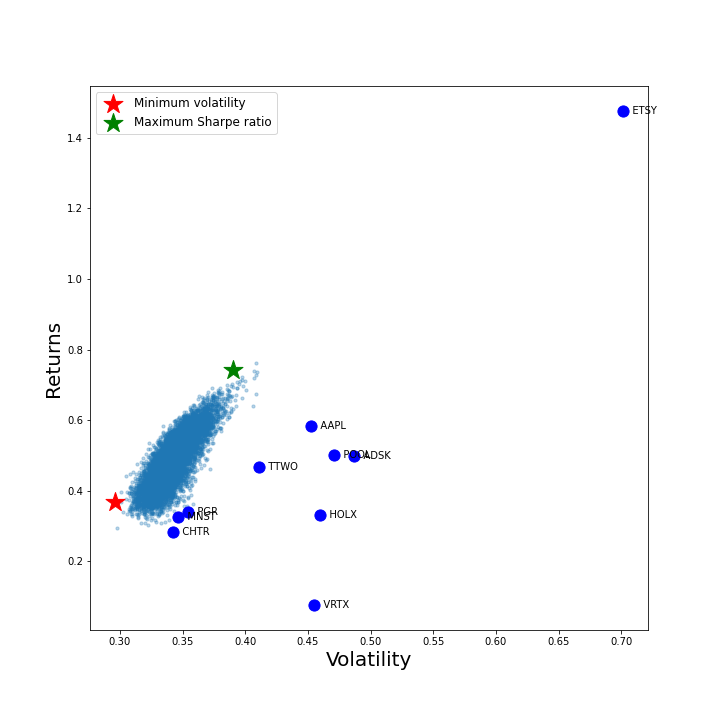 Minimum volatility
Maximum Sharpe ratio
ETSY
1.4
1.2
1.0
0.8
Returns
0.6
AAPL
POOL
ADSK
TTWO
0.4
PGR
MNST
HOLX
CHTR
0.2
VRTX
0.30 0.35 0.40 0.45 0.50 0.55 0.60 0.65 0.70
Volatility